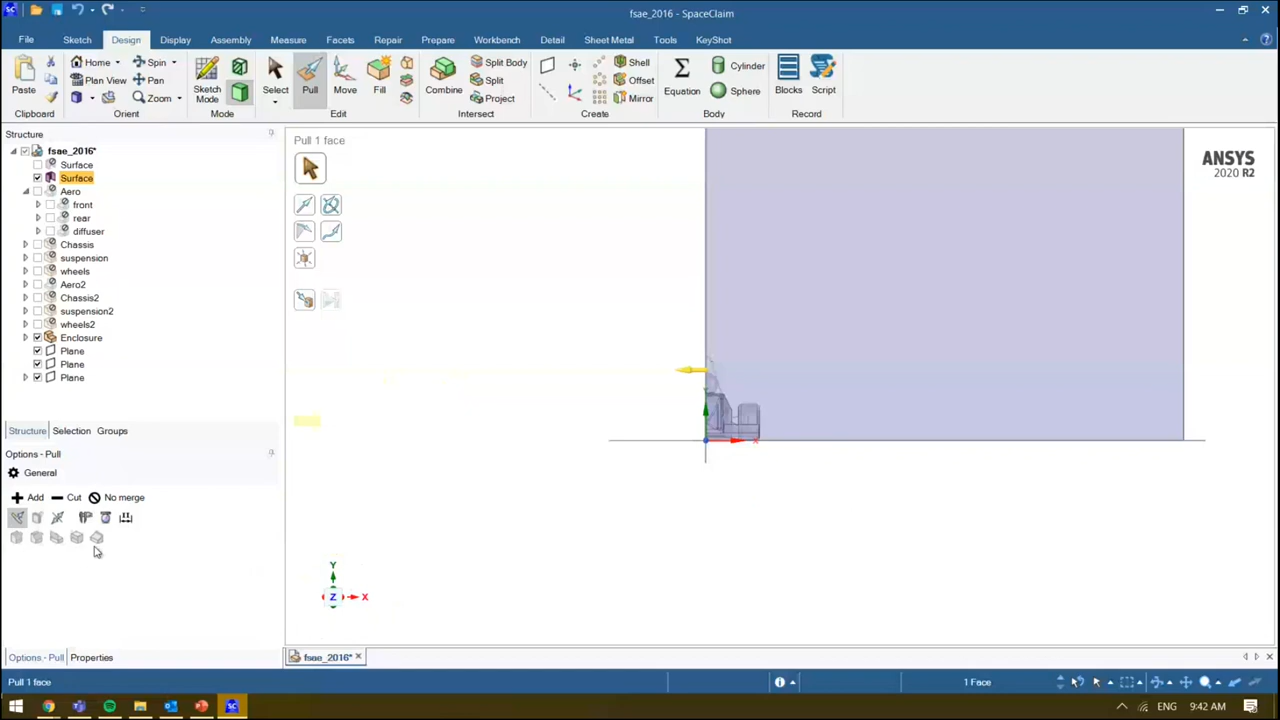 fsae_2016 - SpaceClaim
File Sketch Design Display Assembly Measure Facets Repair Prepare Workbench Detail Sheet Metal Tools KeyShot
Paste
Home Spin
Plan View Pan
Zoom
Sketch Mode
Select Pull Move Fill
Combine
Split Body
Split
Project
Shell
Offset
Mirror
Equation
Cylinder
Sphere
Blocks Script
Clipboard Orient Mode Edit Intersect Create Body Record
Structure
fsae_2016*
Surface
Surface
Aero
front
rear
diffuser
Chassis
suspension
wheels
Aero2
Chassis2
suspension2
wheels2
Enclosure
Plane
Plane
Plane
Structure Selection Groups
Options - Pull
General
Add Cut No merge
Options - Pull Properties
Pull 1 face
ANSYS
2020 R2
Y
X
Y
Z X
fsae_2016*
Pull 1 face
1 Face
ENG 9:42 AM